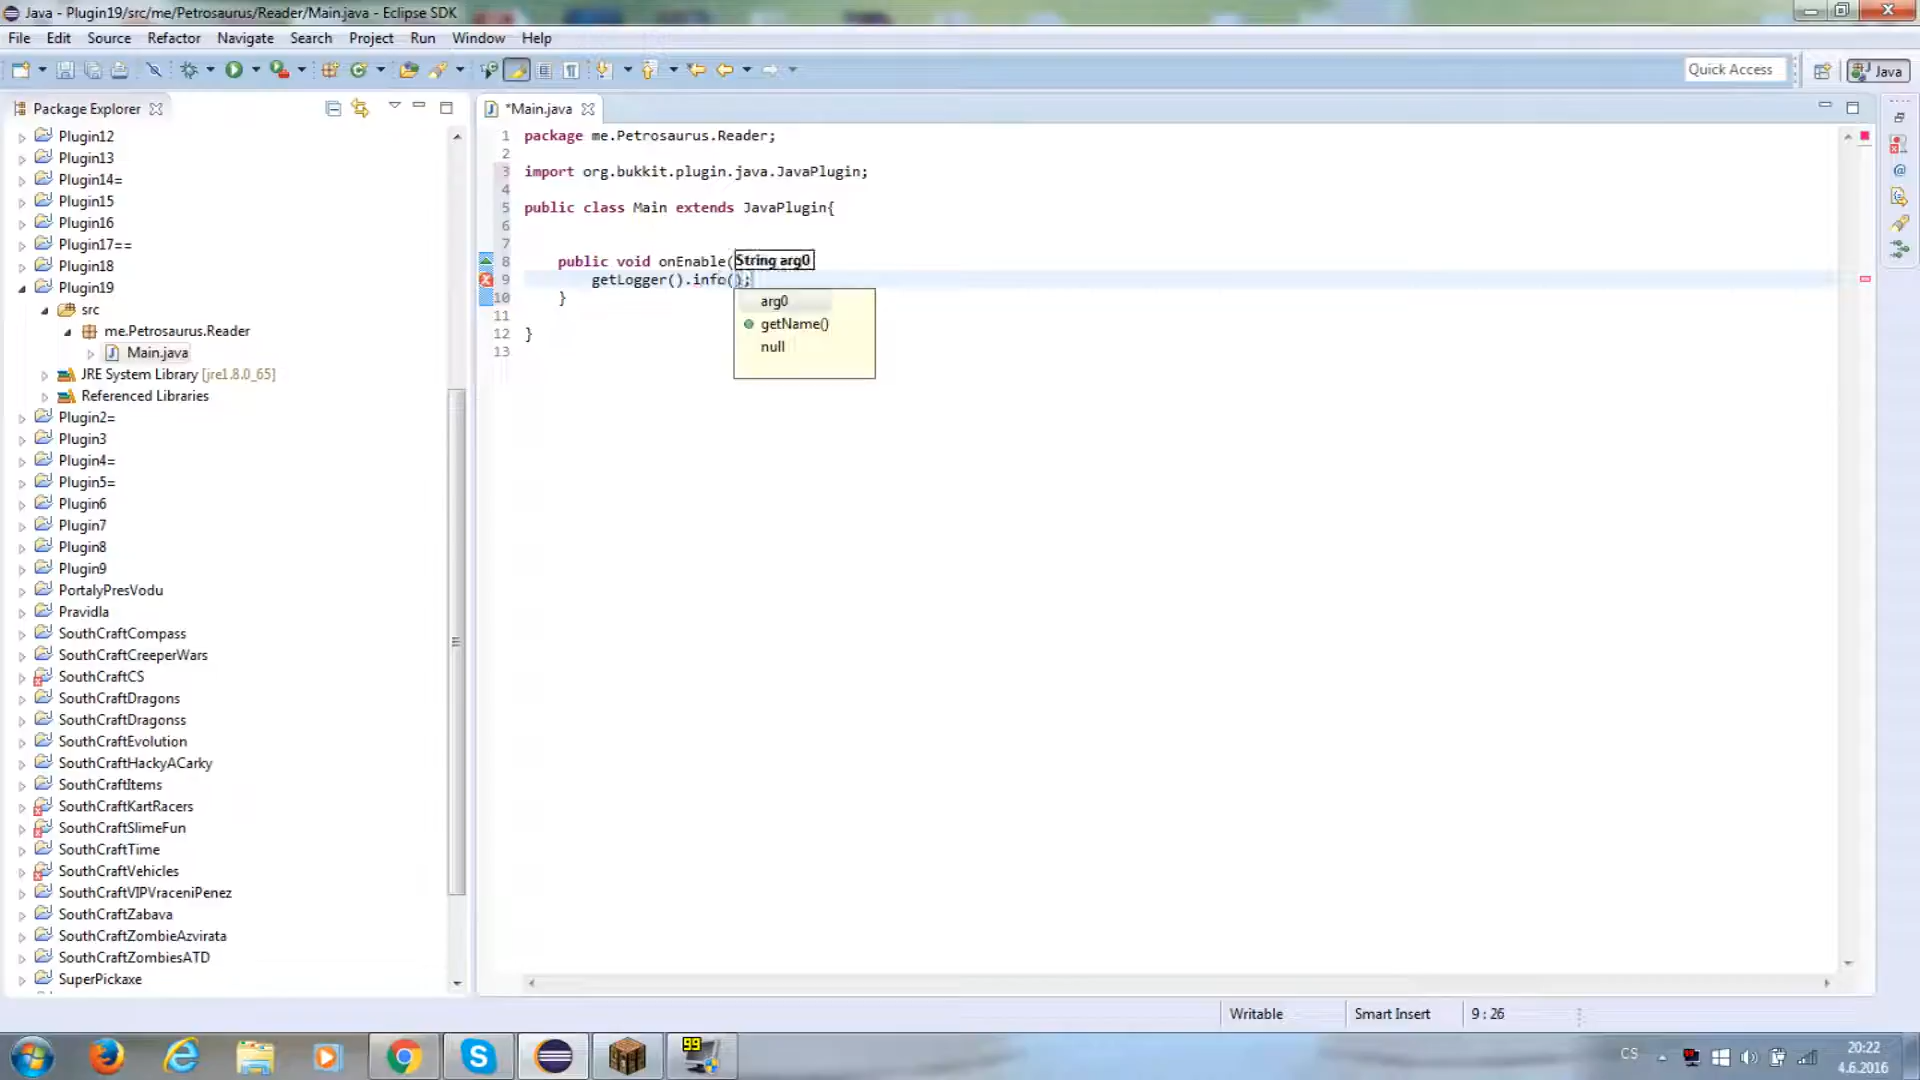 Java - Plugin19/src/me/Petrosaurus/Reader/Main.java - Eclipse SDK
File Edit Source Refactor Navigate Search Project Run Window Help
Quick Access
Java
Package Explorer
*Main.java
Plugin12
Plugin13
Plugin14=
Plugin15
Plugin16
Plugin17==
Plugin18
Plugin19
src
me.Petrosaurus.Reader
Main.java
JRE System Library [jre1.8.0_65]
Referenced Libraries
Plugin2=
Plugin3
Plugin4=
Plugin5=
Plugin6
Plugin7
Plugin8
Plugin9
PortalyPresVodu
Pravidla
SouthCraftCompass
SouthCraftCreeperWars
SouthCraftCS
SouthCraftDragons
SouthCraftDragonss
SouthCraftEvolution
SouthCraftHackyACarky
SouthCraftItems
SouthCraftKartRacers
SouthCraftSlimeFun
SouthCraftTime
SouthCraftVehicles
SouthCraftVIPVraceniPenez
SouthCraftZabava
SouthCraftZombieAzvirata
SouthCraftZombiesATD
SuperPickaxe
1 package me.Petrosaurus.Reader;
2
3 import org.bukkit.plugin.java.JavaPlugin;
4
5 public class Main extends JavaPlugin{
6
7
8 public void onEnable(
String arg0
9 getLogger().info();
10 }
11
12 }
13
arg0
getName()
null
Writable
Smart Insert
9 : 26
99
CS
20:22
4.6.2016